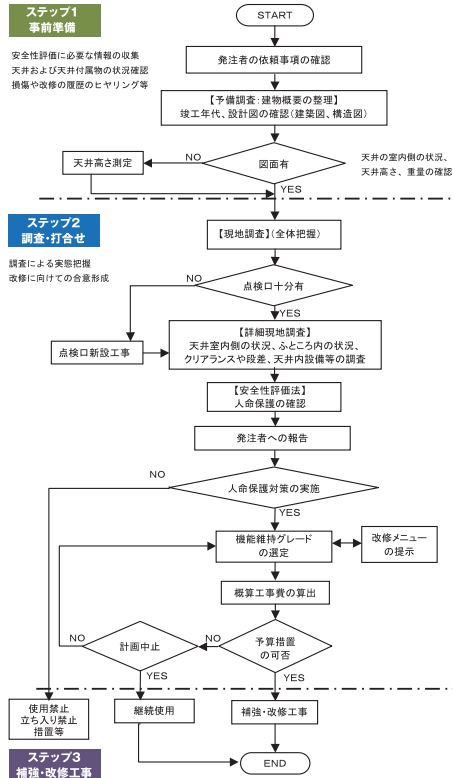 ステップ1
事前準備
START
安全性評価に必要な情報の収集
天井および天井付属物の状況確認
損傷や改修の履歴のヒヤリング等
発注者の依頼事項の確認
【予備調査：建物概要の整理】
竣工年代、設計図の確認（建築図、構造図）
天井高さ測定
NO
図面有
天井の室内側の状況、
天井高さ、重量の確認
YES
ステップ2
調査・打合せ
調査による実態把握
改修に向けての合意形成
【現地調査】（全体把握）
NO
点検口十分有
YES
点検口新設工事
【詳細現地調査】
天井室内側の状況、ふところ内の状況、
クリアランスや段差、天井内設備等の調査
【安全性評価法】
人命保護の確認
発注者への報告
NO
人命保護対策の実施
YES
機能維持グレード
の選定
改修メニュー
の提示
概算工事費の算出
NO
計画中止
NO
予算措置
の可否
YES
YES
使用禁止
立ち入り禁止
措置等
継続使用
補強・改修工事
ステップ3
補強・改修工事
END